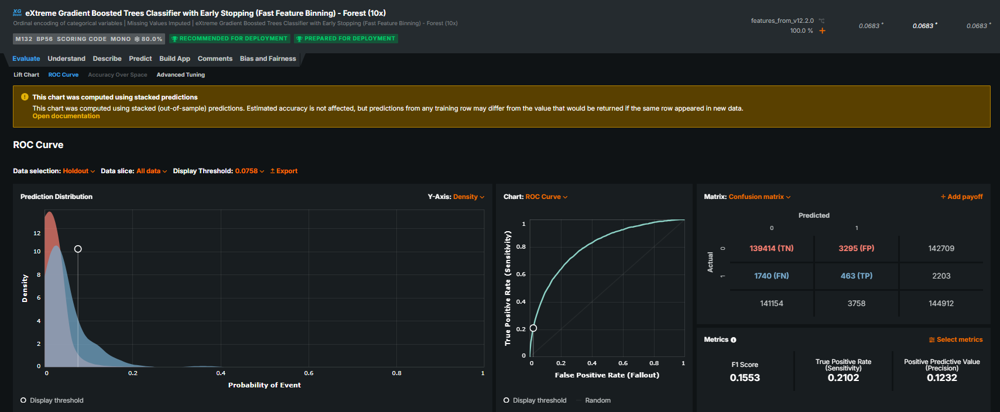 XG Boost eXtreme Gradient Boosted Trees Classifier with Early Stopping (Fast Feature Binning) - Forest (10x)
Ordinal encoding of categorical variables | Missing Values Imputed | eXtreme Gradient Boosted Trees Classifier with Early Stopping (Fast Feature Binning) - Forest (10x)
features_from_v12.2.0
100.0 % +
0.0683 * 0.0683 * 0.0683 *
M132 BP56 SCORING CODE MONO 80.0% RECOMMENDED FOR DEPLOYMENT PREPARED FOR DEPLOYMENT
Evaluate Understand Describe Predict Build App Comments Bias and Fairness
Lift Chart ROC Curve Accuracy Over Space Advanced Tuning
! This chart was computed using stacked predictions
This chart was computed using stacked (out-of-sample) predictions. Estimated accuracy is not affected, but predictions from any training row may differ from the value that would be returned if the same row appeared in new data.
Open documentation
ROC Curve
Data selection: Holdout Data slice: All data Display Threshold: 0.0758 Export
Prediction Distribution Y-Axis: Density
12
10
8
6
4
2
0
Density
0 0.2 0.4 0.6 0.8 1
Probability of Event
Display threshold
Chart: ROC Curve
1
0.8
0.6
0.4
0.2
0
True Positive Rate (Sensitivity)
0 0.2 0.4 0.6 0.8 1
False Positive Rate (Fallout)
Display threshold Random
Matrix: Confusion matrix + Add payoff
Predicted
0 1
Actual
0 139414 (TN) 3295 (FP) 142709
1 1740 (FN) 463 (TP) 2203
141154 3758 144912
Metrics i Select metrics
F1 Score
0.1553
True Positive Rate
(Sensitivity)
0.2102
Positive Predictive Value
(Precision)
0.1232